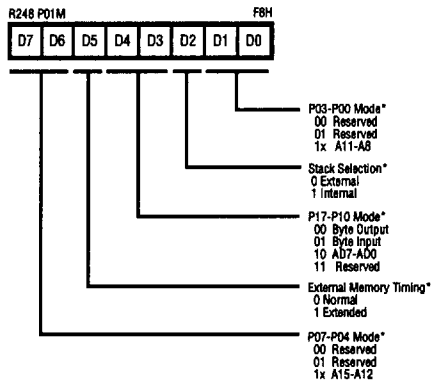 R248 P01M F8H
D7 D6 D5 D4 D3 D2 D1 D0
P03-P00 Mode*
00 Reserved
01 Reserved
1x A11-A8
Stack Selection*
0 External
1 Internal
P17-P10 Mode*
00 Byte Output
01 Byte Input
10 AD7-AD0
11 Reserved
External Memory Timing*
0 Normal
1 Extended
P07-P04 Mode*
00 Reserved
01 Reserved
1x A15-A12